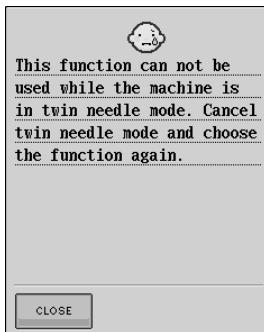 This function can not be
used while the machine is
in twin needle mode. Cancel
twin needle mode and choose
the function again.
CLOSE